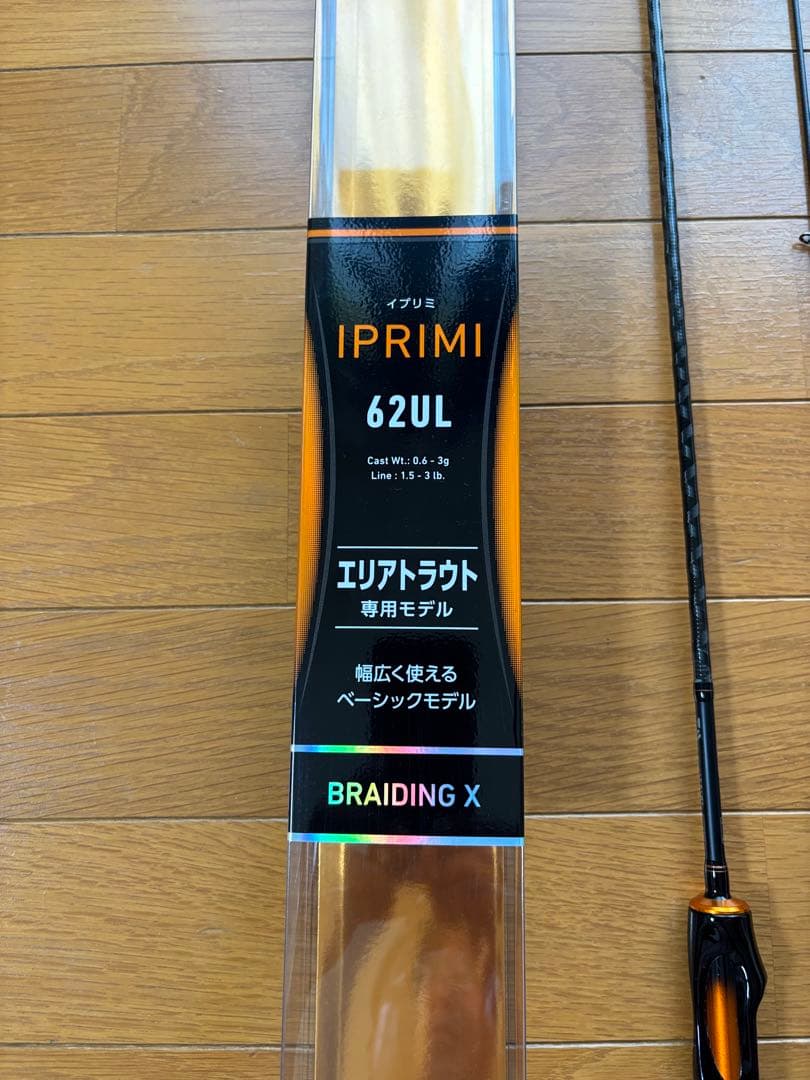 イプリミ
IPRIMI
62UL
Cast Wt.: 0.6 - 3g
Line : 1.5 - 3 lb.
エリアトラウト
専用モデル
幅広く使える
ベーシックモデル
BRAIDING X